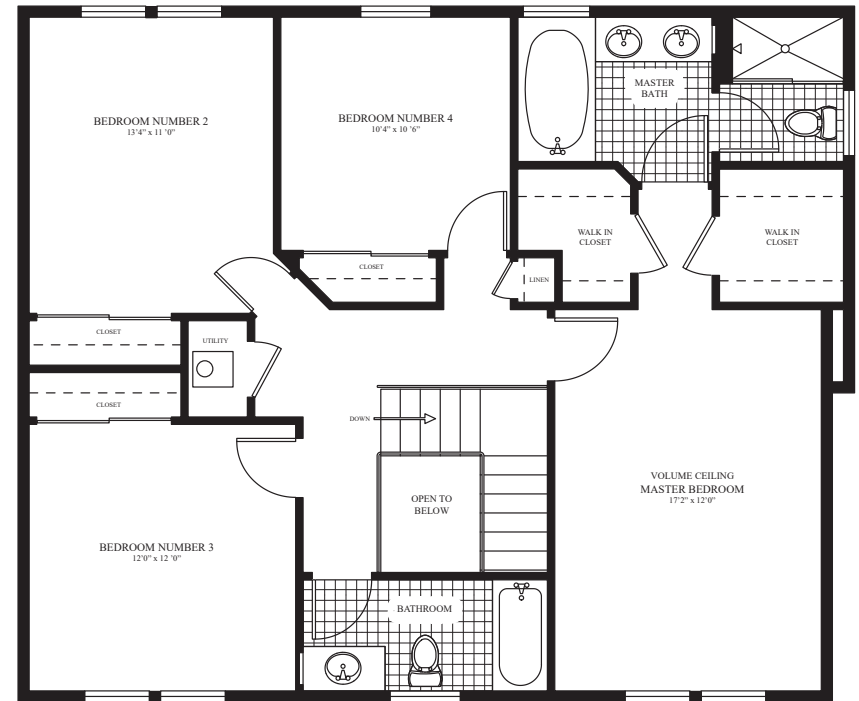 MASTER
BATH
BEDROOM NUMBER 2
13'4" x 11 '0"
BEDROOM NUMBER 4
10'4" x 10 '6"
WALK IN
CLOSET
WALK IN
CLOSET
CLOSET
LINEN
CLOSET
UTILITY
CLOSET
DOWN
VOLUME CEILING
MASTER BEDROOM
17'2" x 12'0"
OPEN TO
BELOW
BEDROOM NUMBER 3
12'0" x 12 '0"
BATHROOM